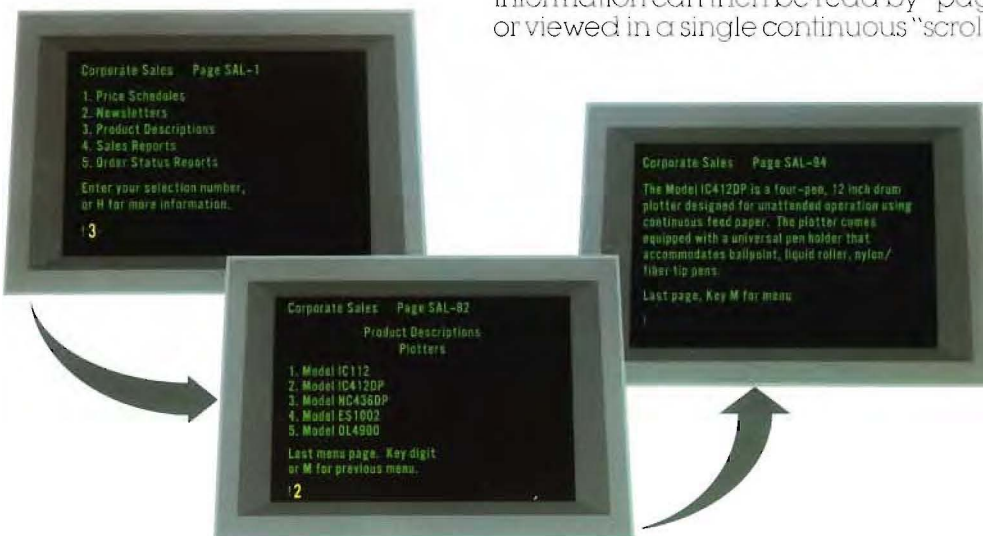 information can then be read by "pag
or viewed in a single continuous "scrol
Corporate Sales Page SAL-1
1. Price Schedules
2. Newsletters
3. Product Descriptions
4. Sales Reports
5. Order Status Reports
Enter your selection number,
or H for more information.
!3
Corporate Sales Page SAL-82
Product Descriptions
Plotters
1. Model IC112
2. Model IC412DP
3. Model NC436DP
4. Model ES1002
5. Model OL4900
Last menu page. Key digit
or M for previous menu.
!2
Corporate Sales Page SAL-94
The Model IC412DP is a four-pen, 12 inch drum
plotter designed for unattended operation using
continuous feed paper. The plotter comes
equipped with a universal pen holder that
accommodates ballpoint, liquid roller, nylon/
fiber tip pens.
Last page, Key M for menu
!